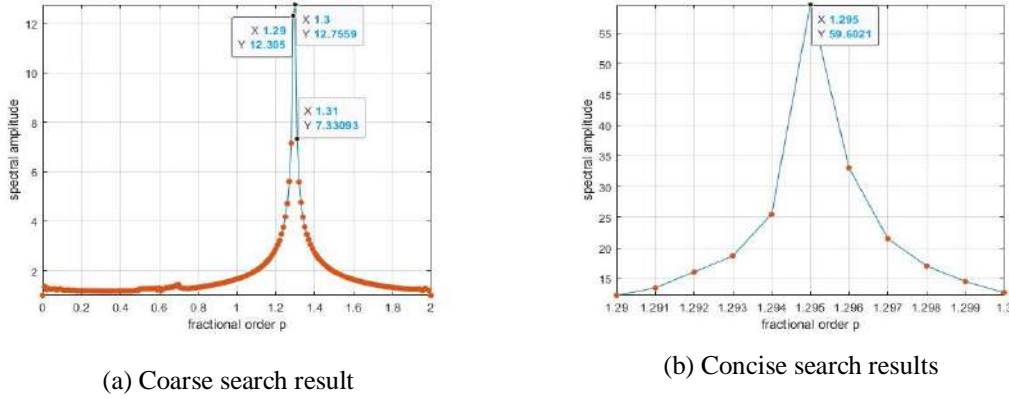 12
10
8
6
4
2
0
0.2
0.4
0.6
0.8
1
1.2
1.4
1.6
1.8
2
spectral amplitude
fractional order p
X 1.29
Y 12.305
X 1.3
Y 12.7559
X 1.31
Y 7.33093
(a) Coarse search result
55
50
45
40
35
30
25
20
15
1.29
1.291
1.292
1.293
1.294
1.295
1.296
1.297
1.298
1.299
1.3
spectral amplitude
fractional order p
X 1.295
Y 59.6021
(b) Concise search results